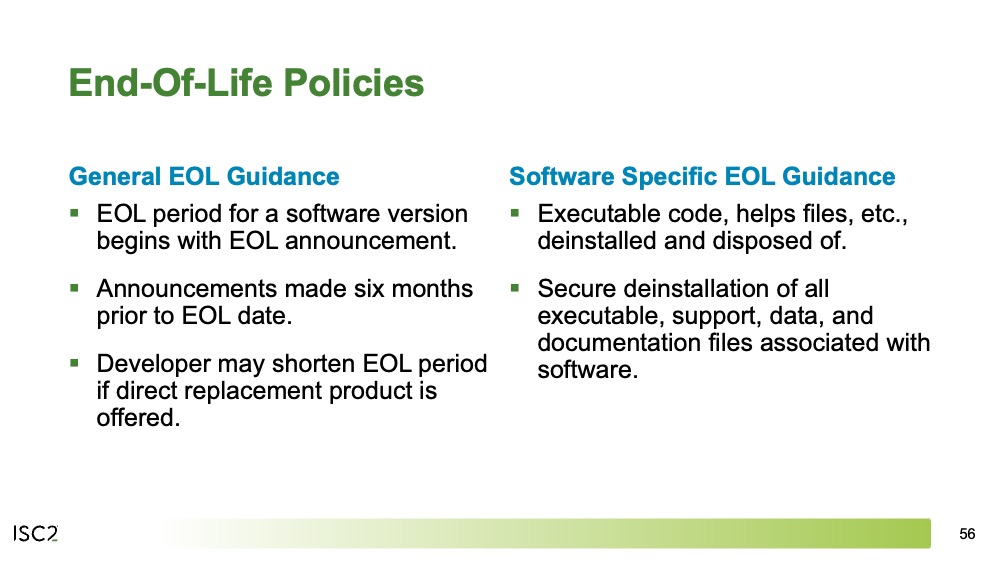 End-Of-Life Policies
General EOL Guidance
▪ EOL period for a software version
begins with EOL announcement.
▪ Announcements made six months
prior to EOL date.
▪ Developer may shorten EOL period
if direct replacement product is
offered.
Software Specific EOL Guidance
▪ Executable code, helps files, etc.,
deinstalled and disposed of.
▪ Secure deinstallation of all
executable, support, data, and
documentation files associated with
software.
ISC2
56